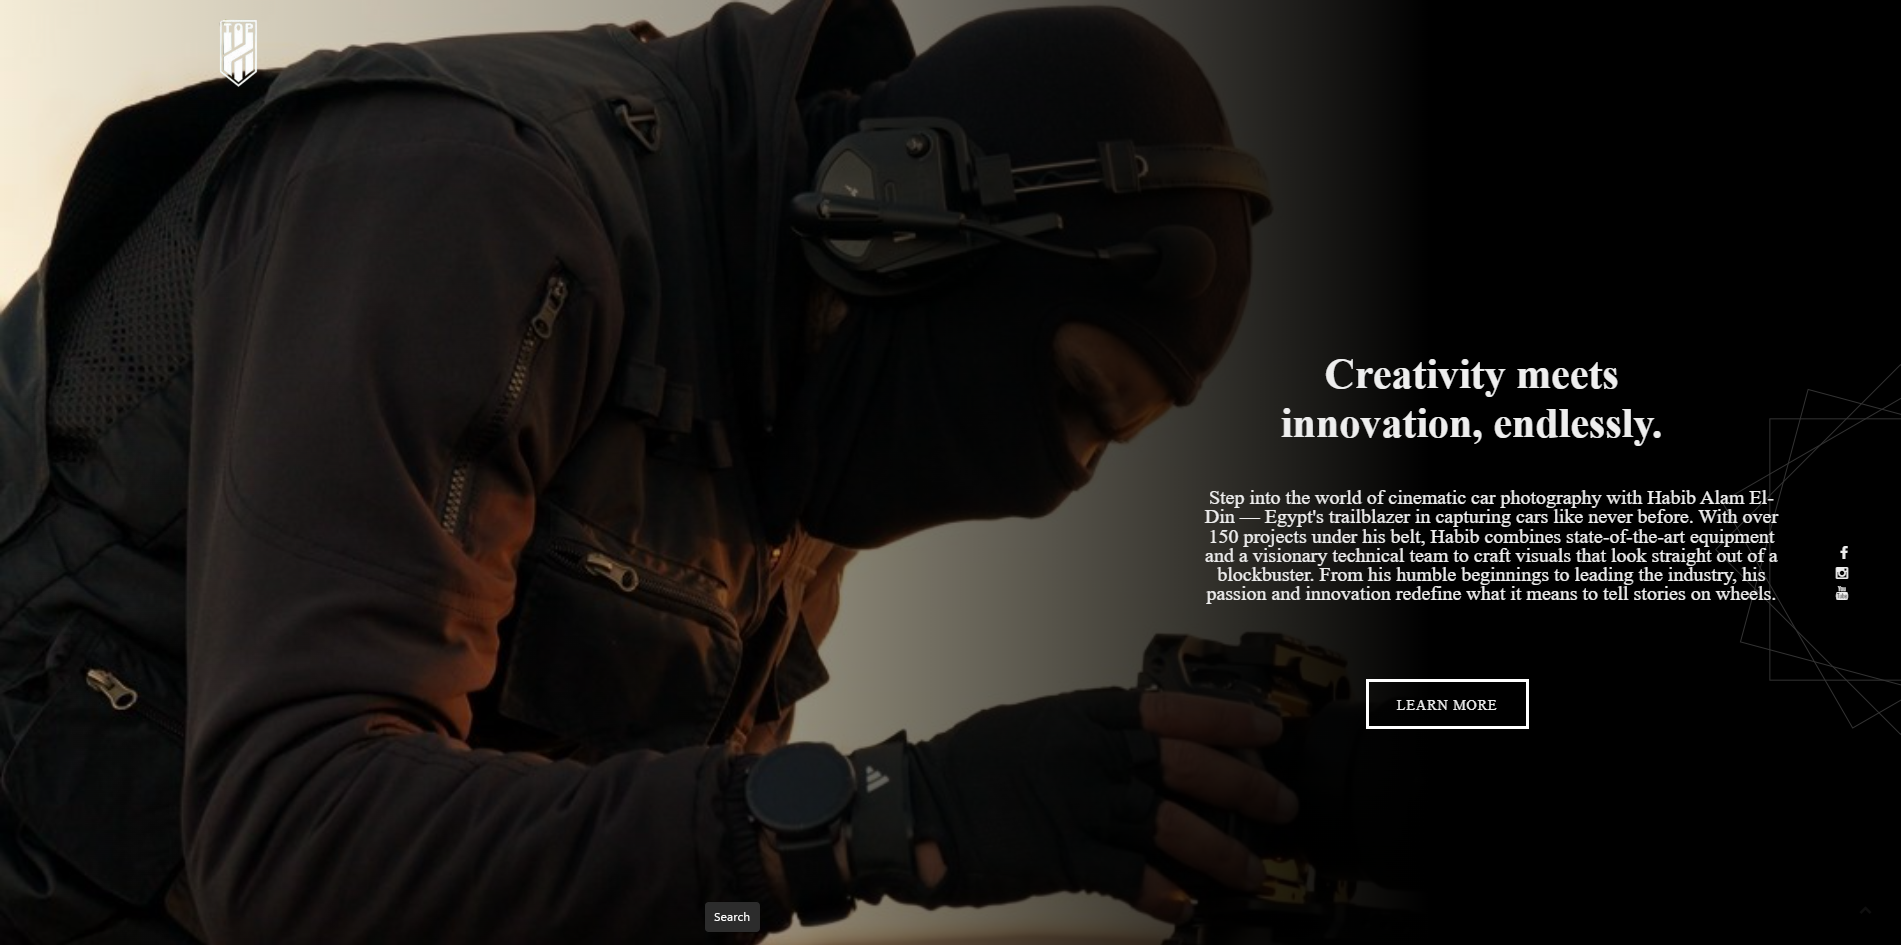 TOP
Creativity meets
innovation, endlessly.
Step into the world of cinematic car photography with Habib Alam El-
Din — Egypt's trailblazer in capturing cars like never before. With over
150 projects under his belt, Habib combines state-of-the-art equipment
and a visionary technical team to craft visuals that look straight out of a
blockbuster. From his humble beginnings to leading the industry, his
passion and innovation redefine what it means to tell stories on wheels.
You
Tube
LEARN MORE
Search